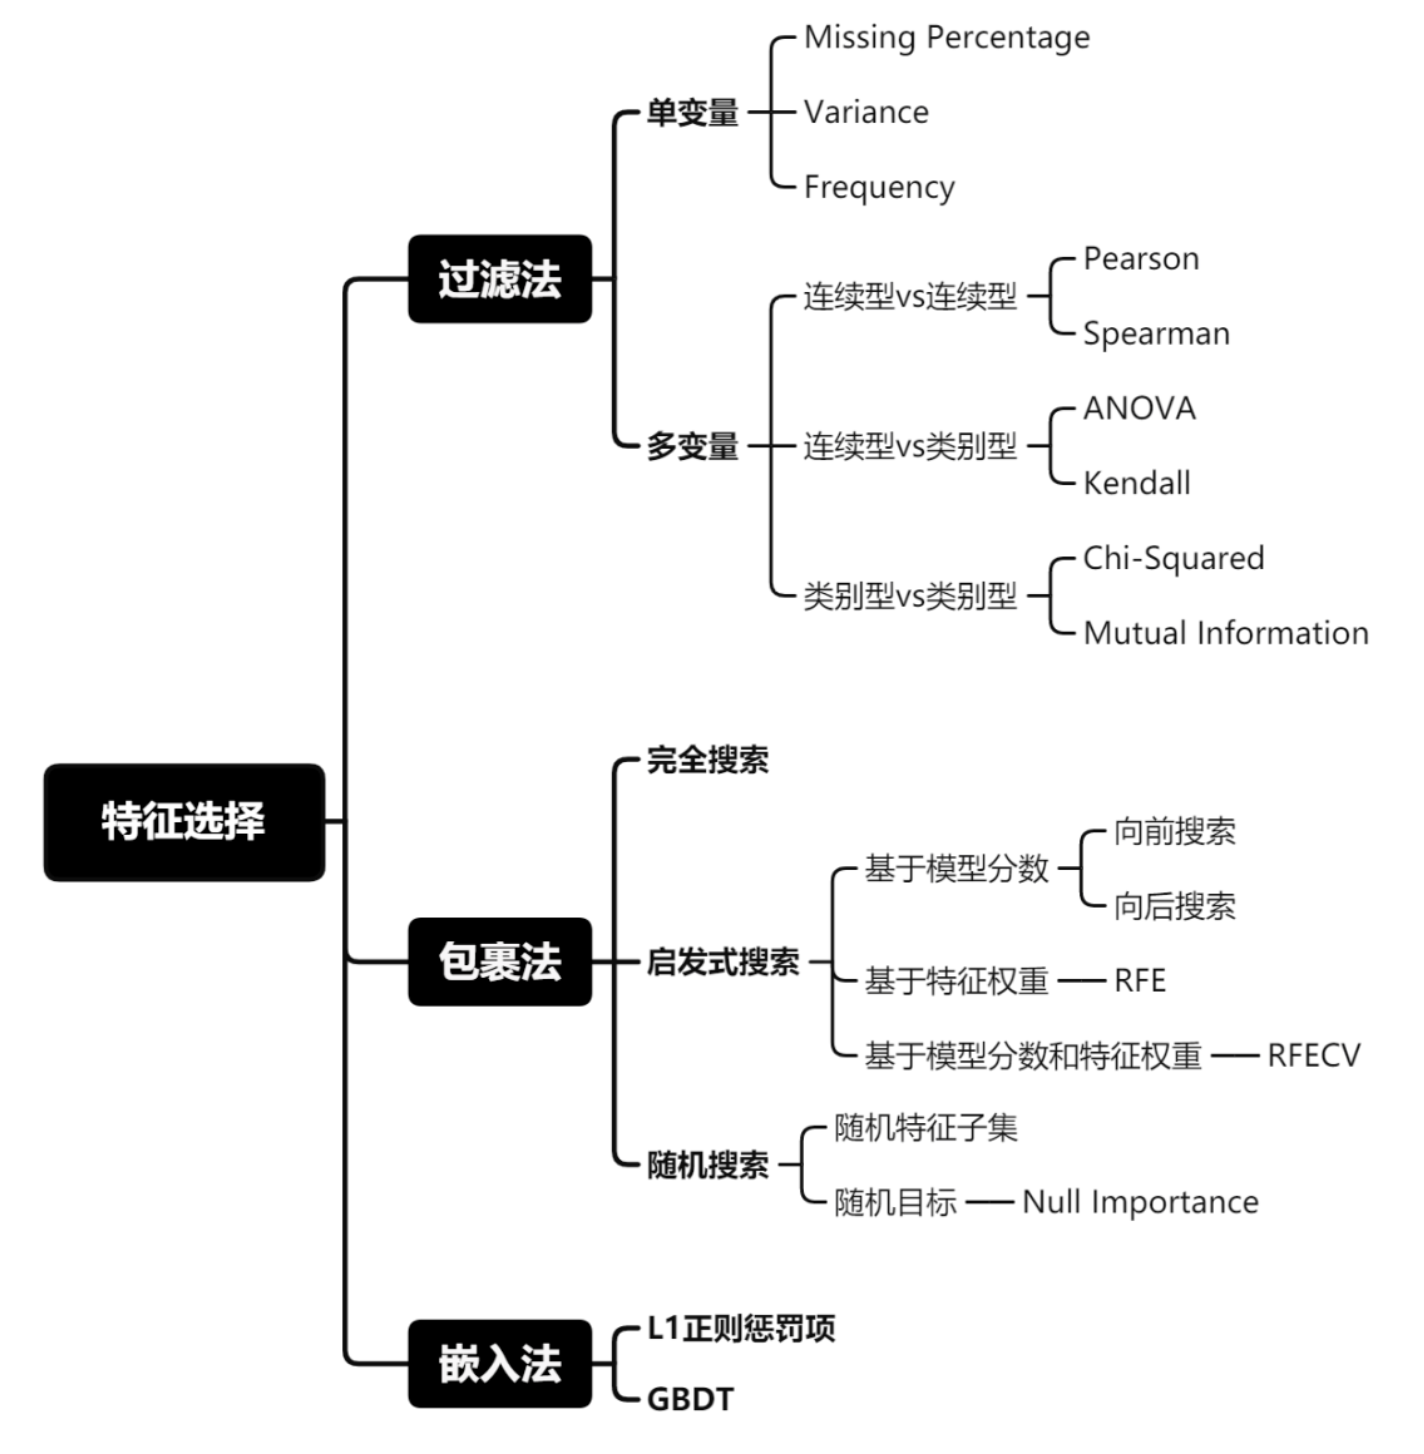 特征选择
过滤法
单变量
Missing Percentage
Variance
Frequency
多变量
连续型vs连续型
Pearson
Spearman
连续型vs类别型
ANOVA
Kendall
类别型vs类别型
Chi-Squared
Mutual Information
包裹法
完全搜索
启发式搜索
基于模型分数
向前搜索
向后搜索
基于特征权重
RFE
基于模型分数和特征权重
RFECV
随机搜索
随机特征子集
随机目标
Null Importance
嵌入法
L1正则惩罚项
GBDT